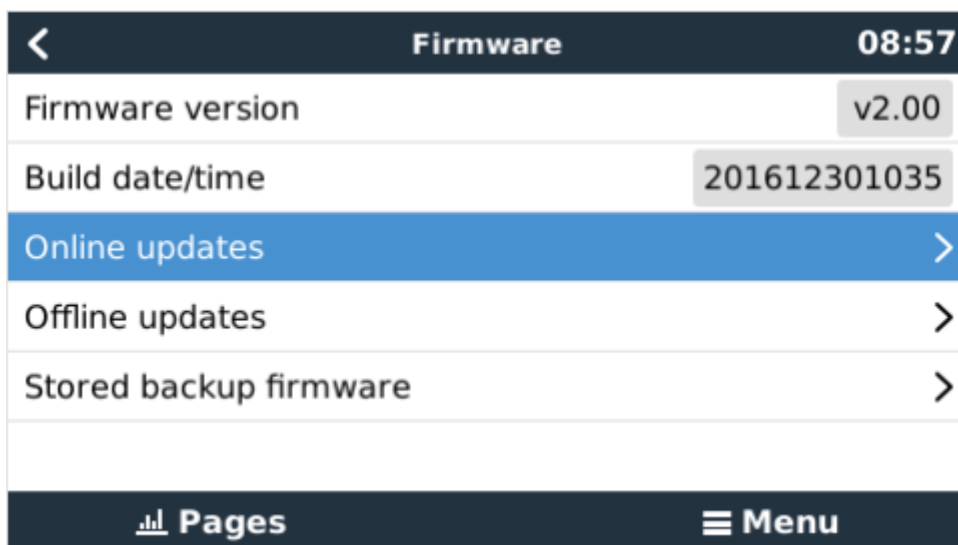 Firmware 08:57
Firmware version v2.00
Build date/time 201612301035
Online updates
Offline updates
Stored backup firmware
Pages Menu